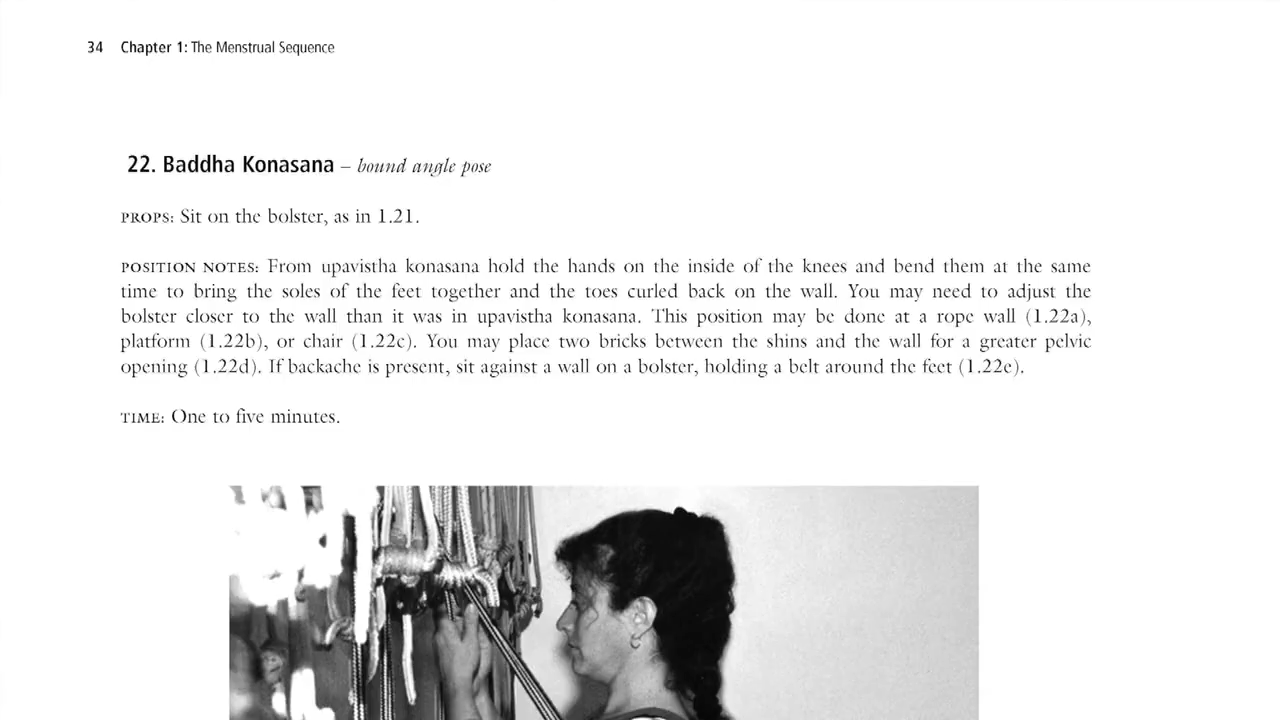 34 Chapter 1: The Menstrual Sequence
22. Baddha Konasana – bound angle pose
PROPS: Sit on the bolster, as in 1.21.
POSITION NOTES: From upavistha konasana hold the hands on the inside of the knees and bend them at the same
time to bring the soles of the feet together and the toes curled back on the wall. You may need to adjust the
bolster closer to the wall than it was in upavistha konasana. This position may be done at a rope wall (1.22a),
platform (1.22b), or chair (1.22c). You may place two bricks between the shins and the wall for a greater pelvic
opening (1.22d). If backache is present, sit against a wall on a bolster, holding a belt around the feet (1.22e).
TIME: One to five minutes.